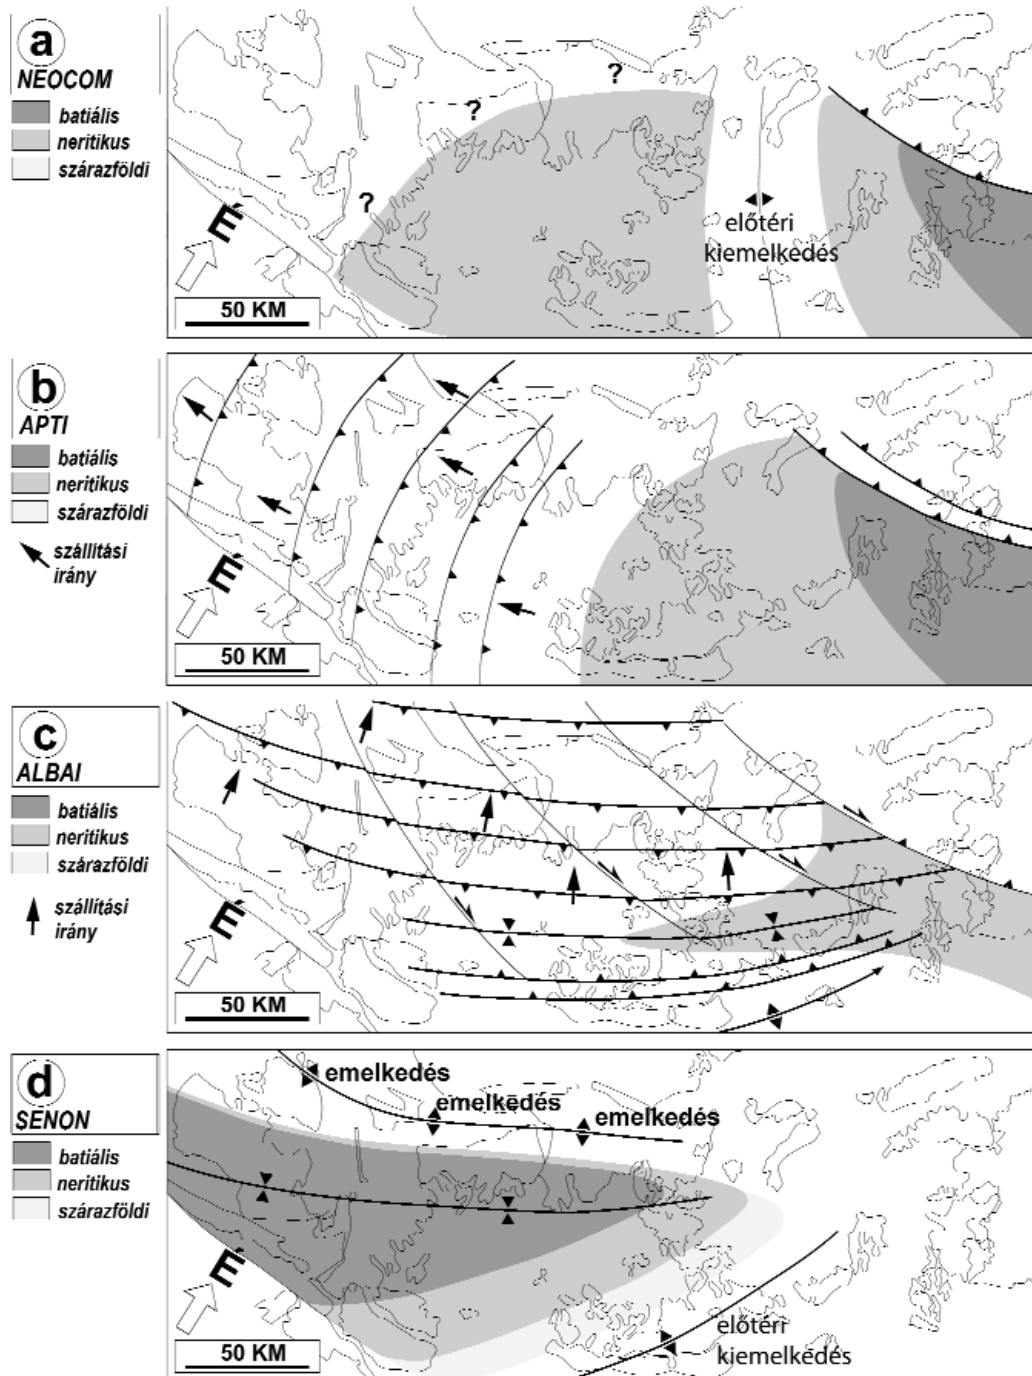 a
NEOCOM
batiális
neritikus
szárazföldi
É
50 KM
?
?
?
előtéri
kiemelkedés
b
APTI
batiális
neritikus
szárazföldi
szállítási
irány
É
50 KM
c
ALBAI
batiális
neritikus
szárazföldi
szállítási
irány
É
50 KM
d
SENON
batiális
neritikus
szárazföldi
É
50 KM
emelkedés
emelkedés
emelkedés
előtéri
kiemelkedés